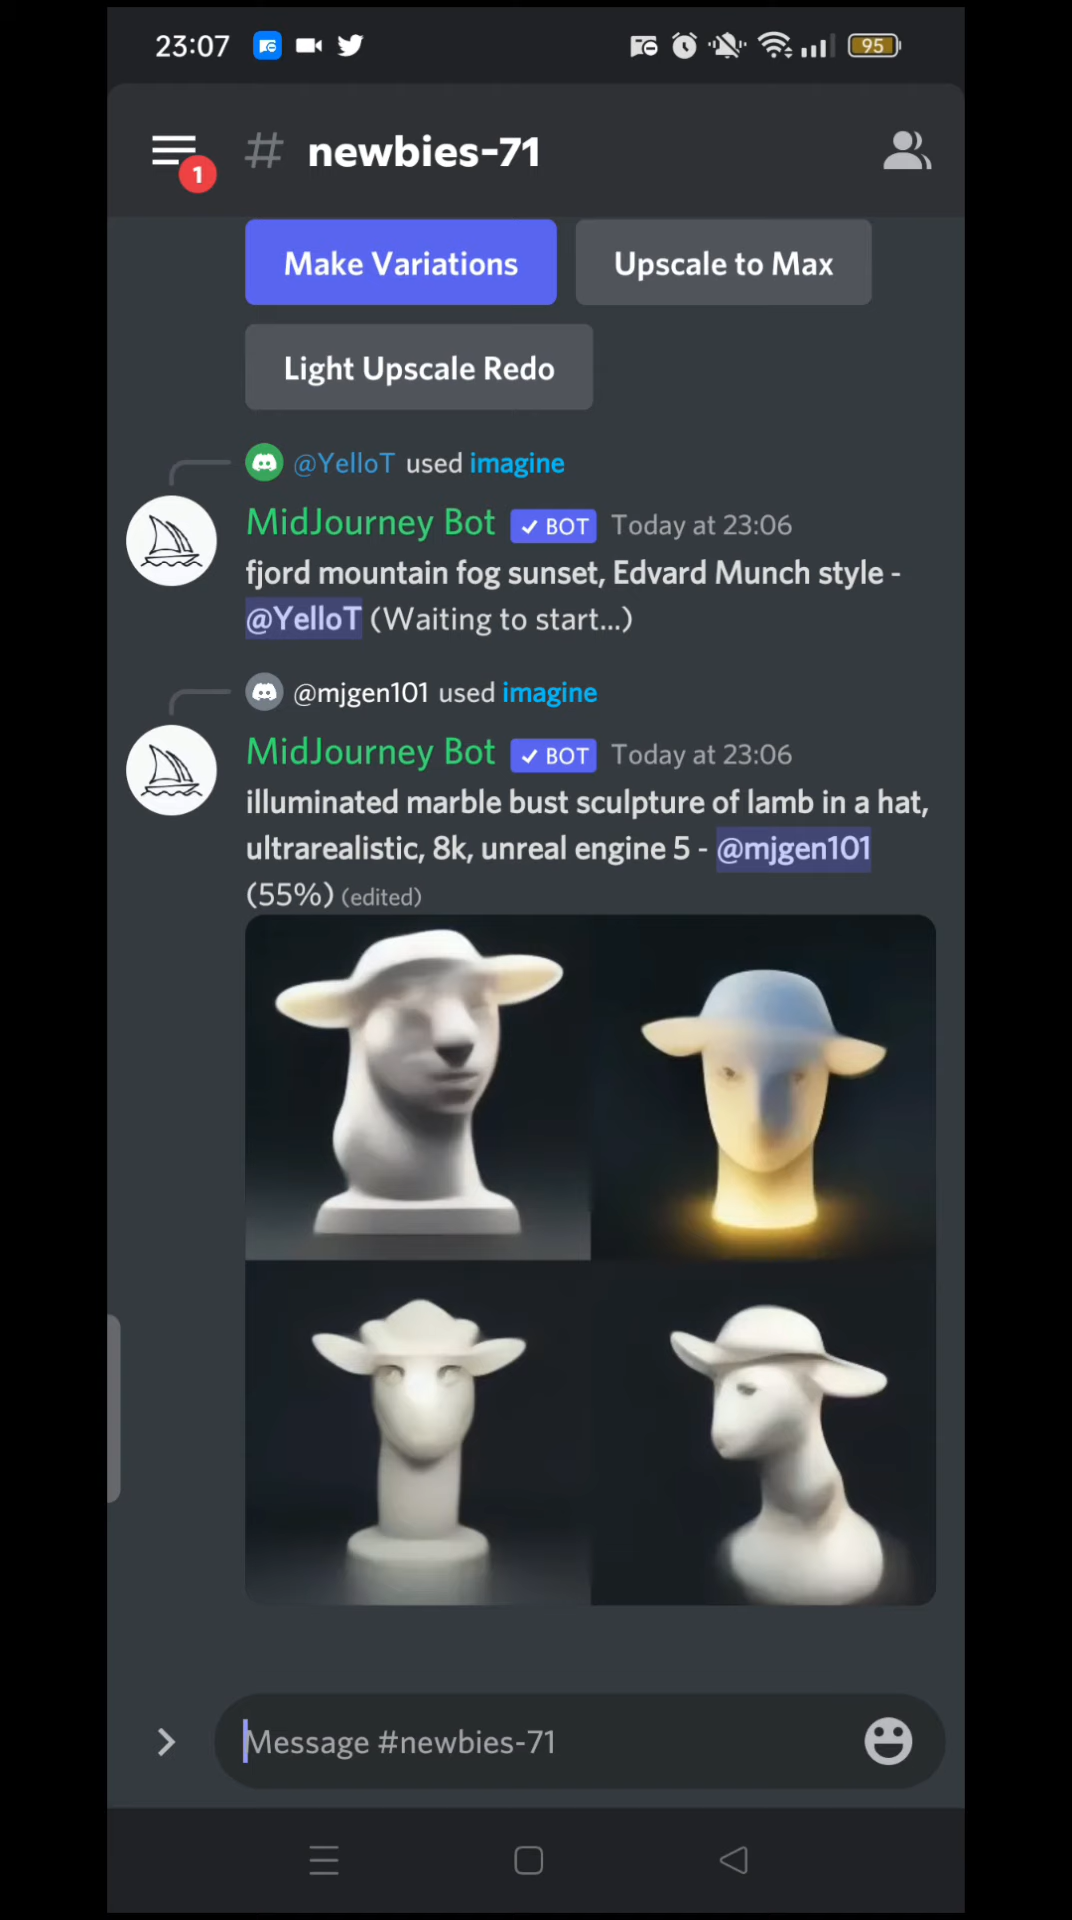 23:07 95
1 # newbies-71
Make Variations Upscale to Max
Light Upscale Redo
@YelloT used imagine
MidJourney Bot ✓ BOT Today at 23:06
fjord mountain fog sunset, Edvard Munch style -
@YelloT (Waiting to start...)
@mjgen101 used imagine
MidJourney Bot ✓ BOT Today at 23:06
illuminated marble bust sculpture of lamb in a hat,
ultrarealistic, 8k, unreal engine 5 - @mjgen101
(55%) (edited)
Message #newbies-71